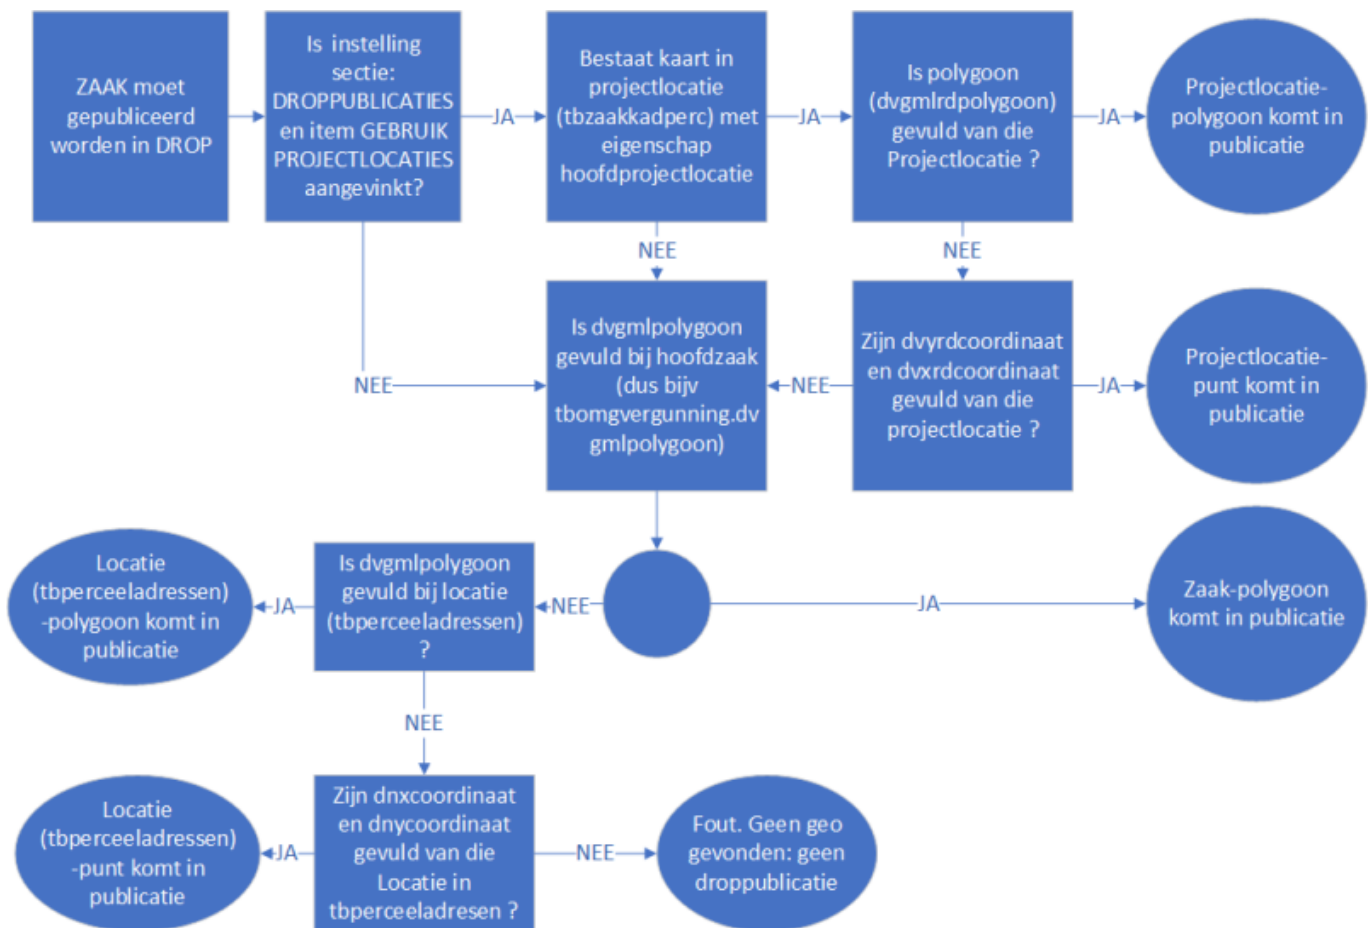 ZAAK moet
gepubliceerd
worden in DROP
Is instelling
sectie:
DROPPUBLICATIES
en item GEBRUIK
PROJECTLOCATIES
aangevinkt?
JA
Bestaat kaart in
projectlocatie
(tbzaakkadperc) met
eigenschap
hoofdprojectlocatie
JA
Is polygoon
(dvgmlrdpolygoon)
gevuld van die
Projectlocatie ?
JA
Projectlocatie-
polygoon komt in
publicatie
NEE
NEE
NEE
Is dvgmlpolygoon
gevuld bij hoofdzaak
(dus bijv
tbomgvergunning.dv
gmlpolygoon)
NEE
Zijn dvyrdcoordinaat
en dvxrdcoordinaat
gevuld van die
projectlocatie ?
JA
Projectlocatie-
punt komt in
publicatie
Locatie
(tbperceeladressen)
-polygoon komt in
publicatie
JA
Is dvgmlpolygoon
gevuld bij locatie
(tbperceeladressen)
?
NEE
JA
Zaak-polygoon
komt in publicatie
NEE
Locatie
(tbperceeladressen)
-punt komt in
publicatie
JA
Zijn dnxcoordinaat
en dnycoordinaat
gevuld van die
Locatie in
tbperceeladresen ?
NEE
Fout. Geen geo
gevonden: geen
droppublicatie